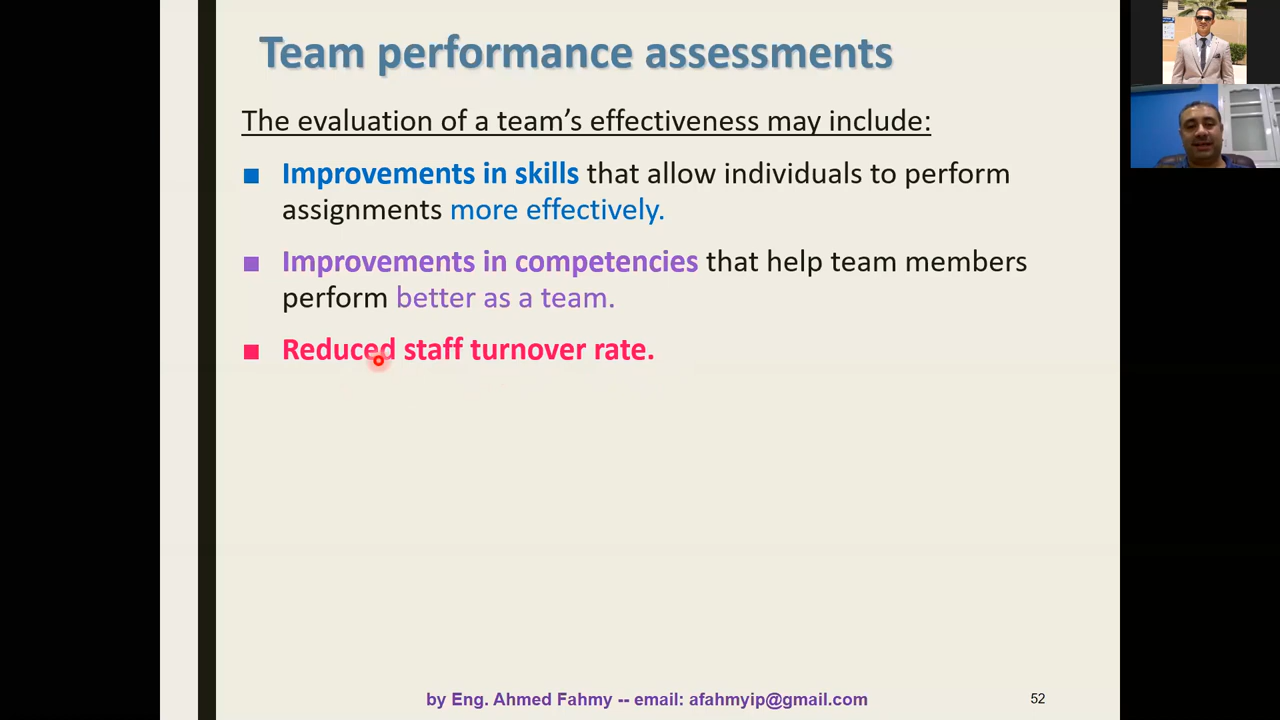 Team performance assessments
The evaluation of a team's effectiveness may include:
Improvements in skills that allow individuals to perform
assignments more effectively.
Improvements in competencies that help team members
perform better as a team.
Reduced staff turnover rate.
by Eng. Ahmed Fahmy -- email: afahmyip@gmail.com
52